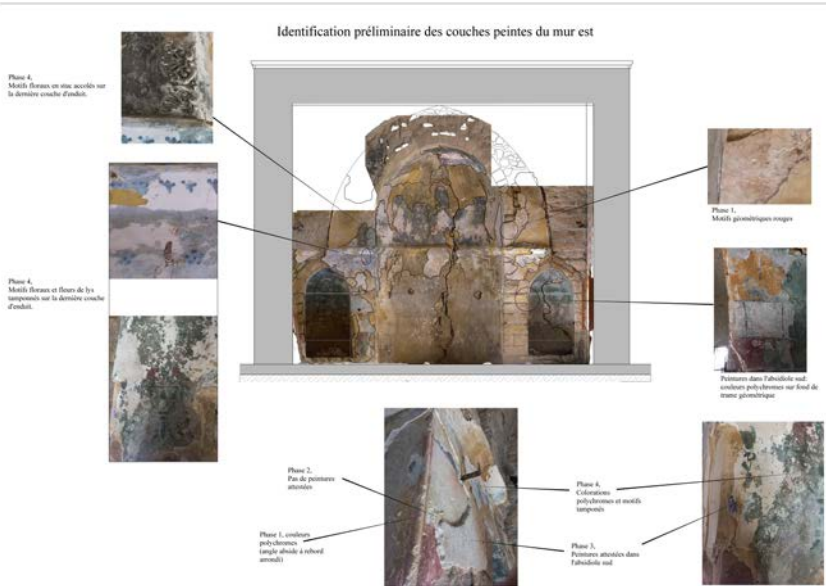 Identification préliminaire des couches peintes du mur est
Phase 4,
Motifs floraux en stuc accolés sur
la dernière couche d'enduit.
Phase 1,
Motifs géométriques rouges
Phase 4,
Motifs floraux et fleurs de lys
tamponnés sur la dernière couche
d'enduit.
Peintures dans l'absidiole sud:
couleurs polychromes sur fond de
trame géométrique
Phase 2,
Pas de peintures
attestées
Phase 4,
Colorations
polychromes et motifs
tamponés
Phase 1, couleurs
polychromes
(angle abside à rebord
arrondi)
Phase 3,
Peintures attestées dans
l'absidiole sud